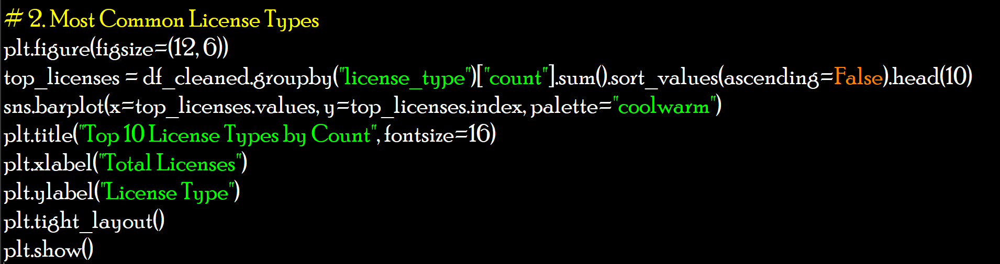 # 2. Most Common License Types
plt.figure(figsize=(12, 6))
top_licenses = df_cleaned.groupby("license_type")["count"].sum().sort_values(ascending=False).head(10)
sns.barplot(x=top_licenses.values, y=top_licenses.index, palette="coolwarm")
plt.title("Top 10 License Types by Count", fontsize=16)
plt.xlabel("Total Licenses")
plt.ylabel("License Type")
plt.tight_layout()
plt.show()